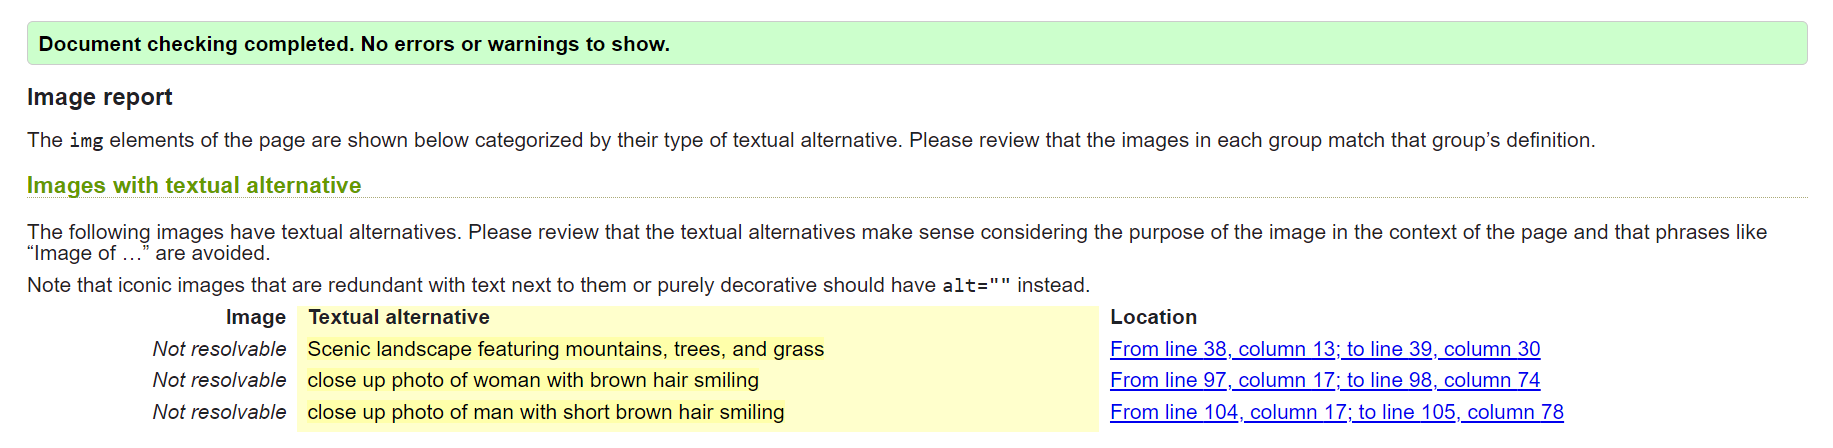 Document checking completed. No errors or warnings to show.
Image report
The img elements of the page are shown below categorized by their type of textual alternative. Please review that the images in each group match that group’s definition.
Images with textual alternative
The following images have textual alternatives. Please review that the textual alternatives make sense considering the purpose of the image in the context of the page and that phrases like
“Image of …” are avoided.
Note that iconic images that are redundant with text next to them or purely decorative should have alt="" instead.
Image Textual alternative Location
Not resolvable Scenic landscape featuring mountains, trees, and grass From line 38, column 13; to line 39, column 30
Not resolvable close up photo of woman with brown hair smiling From line 97, column 17; to line 98, column 74
Not resolvable close up photo of man with short brown hair smiling From line 104, column 17; to line 105, column 78